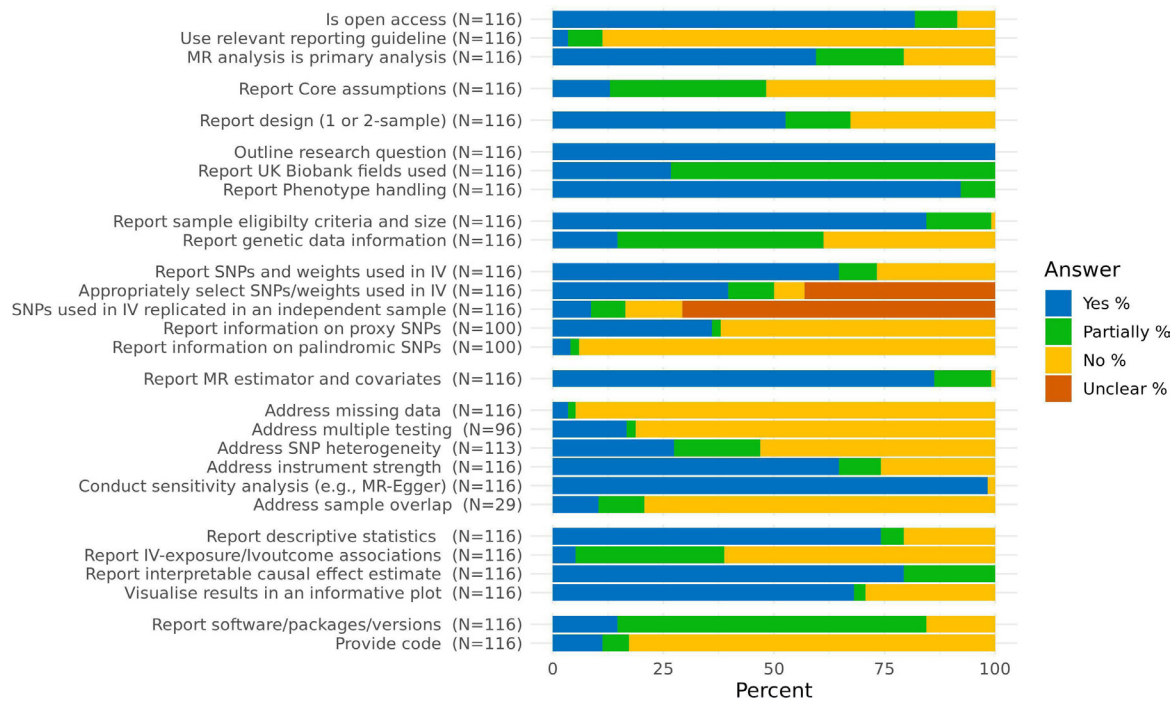 Is open access (N=116)
Use relevant reporting guideline (N=116)
MR analysis is primary analysis (N=116)
Report Core assumptions (N=116)
Report design (1 or 2-sample) (N=116)
Outline research question (N=116)
Report UK Biobank fields used (N=116)
Report Phenotype handling (N=116)
Report sample eligibilty criteria and size (N=116)
Report genetic data information (N=116)
Report SNPs and weights used in IV (N=116)
Appropriately select SNPs/weights used in IV (N=116)
SNPs used in IV replicated in an independent sample (N=116)
Report information on proxy SNPs (N=100)
Report information on palindromic SNPs (N=100)
Report MR estimator and covariates (N=116)
Address missing data (N=116)
Address multiple testing (N=96)
Address SNP heterogeneity (N=113)
Address instrument strength (N=116)
Conduct sensitivity analysis (e.g., MR-Egger) (N=116)
Address sample overlap (N=29)
Report descriptive statistics (N=116)
Report IV-exposure/Ivoutcome associations (N=116)
Report interpretable causal effect estimate (N=116)
Visualise results in an informative plot (N=116)
Report software/packages/versions (N=116)
Provide code (N=116)
0 25 50 75 100
Percent
Answer
Yes %
Partially %
No %
Unclear %